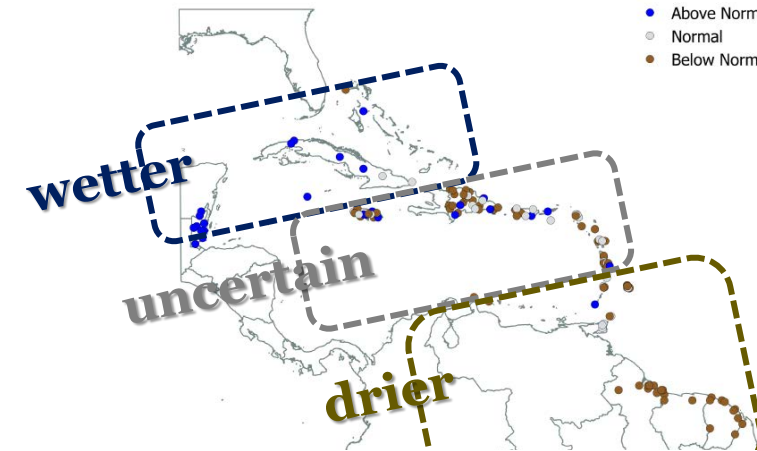 Above Norm
Normal
Below Norm
wetter
uncertain
drier